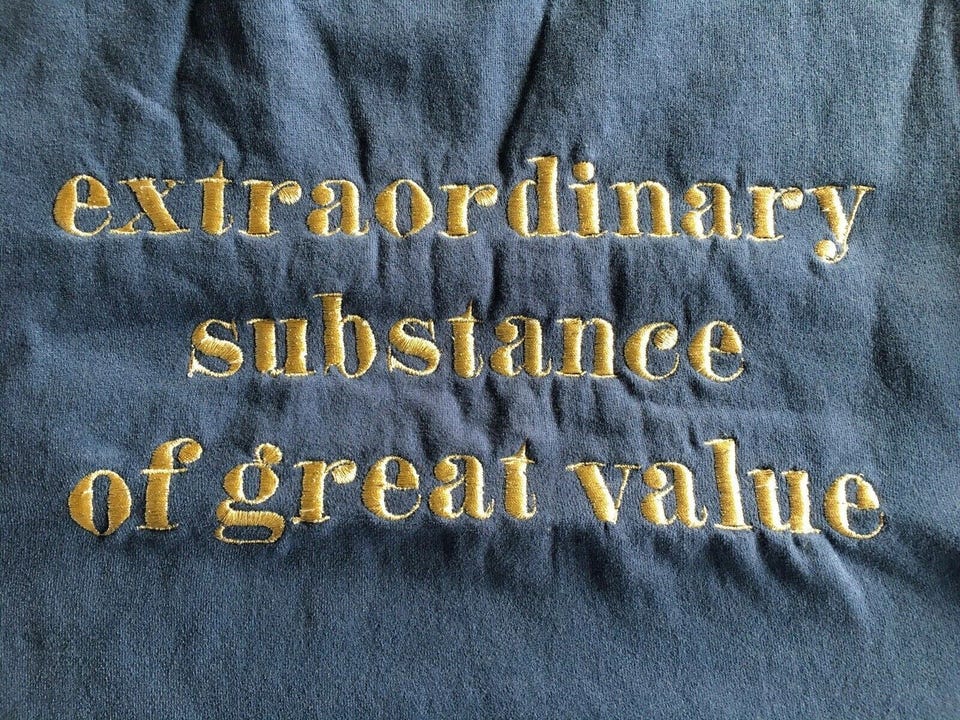 extraordinary
substance
of great value